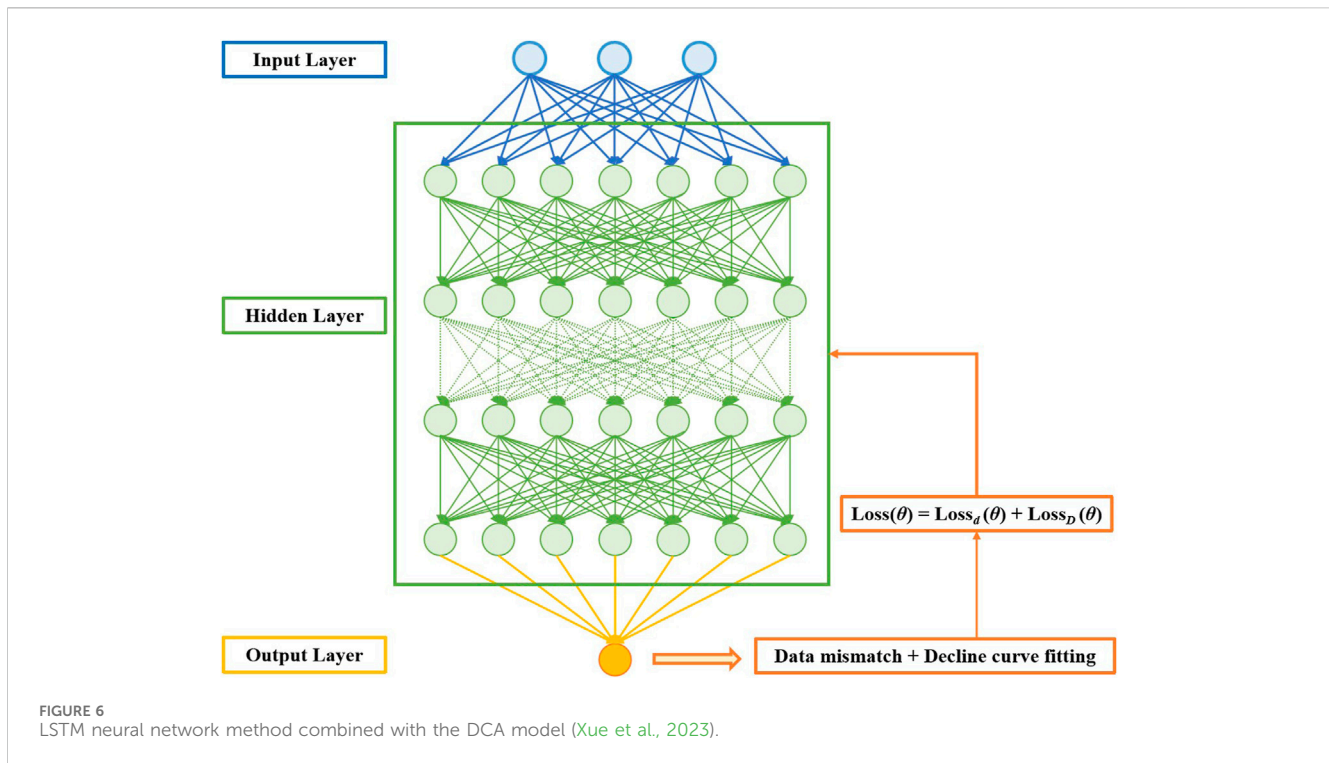 Input Layer
Hidden Layer
Loss(θ) = Loss_d(θ) + Loss_D(θ)
Output Layer
Data mismatch + Decline curve fitting
FIGURE 6
LSTM neural network method combined with the DCA model (Xue et al., 2023).